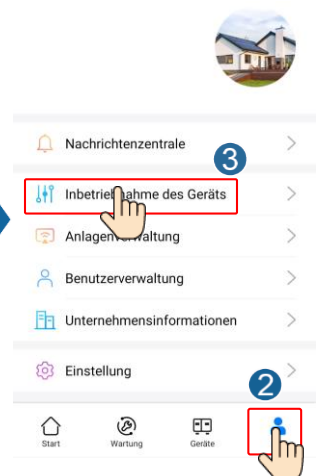 Nachrichtenzentrale
3
Inbetriebnahme des Geräts
Anlagenverwaltung
Benutzerverwaltung
Unternehmensinformationen
Einstellung
2
Start Wartung Geräte